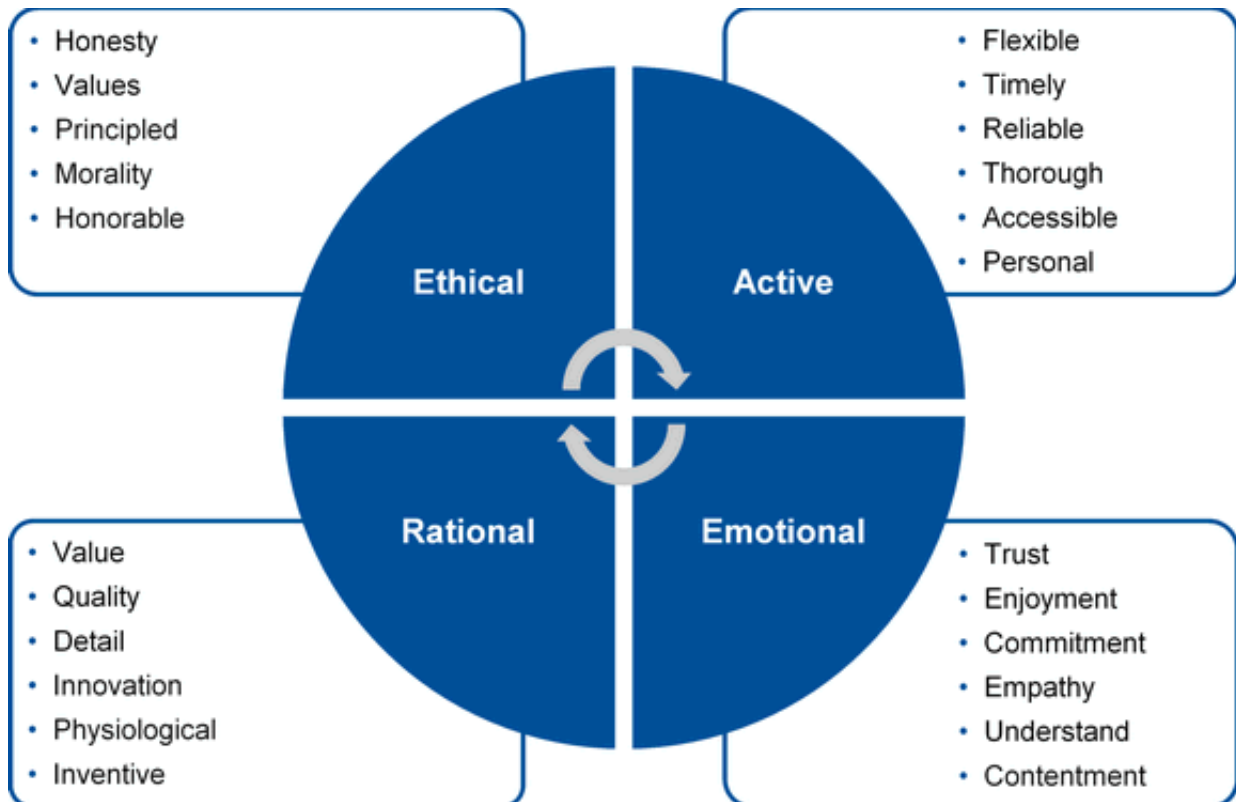 Honesty
Values
Principled
Morality
Honorable
Flexible
Timely
Reliable
Thorough
Accessible
Personal
Ethical
Active
Rational
Emotional
Value
Quality
Detail
Innovation
Physiological
Inventive
Trust
Enjoyment
Commitment
Empathy
Understand
Contentment